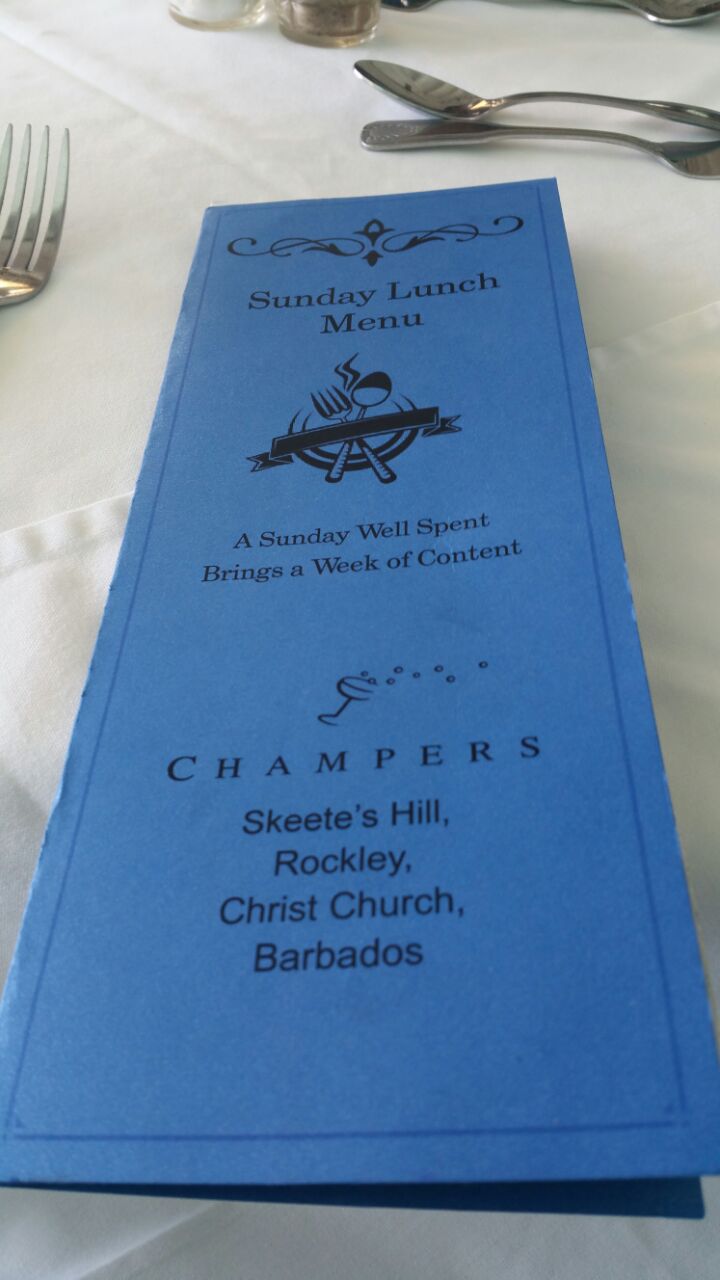 Sunday Lunch
Menu
A Sunday Well Spent
Brings a Week of Content
CHAMPERS
Skeete's Hill,
Rockley,
Christ Church,
Barbados